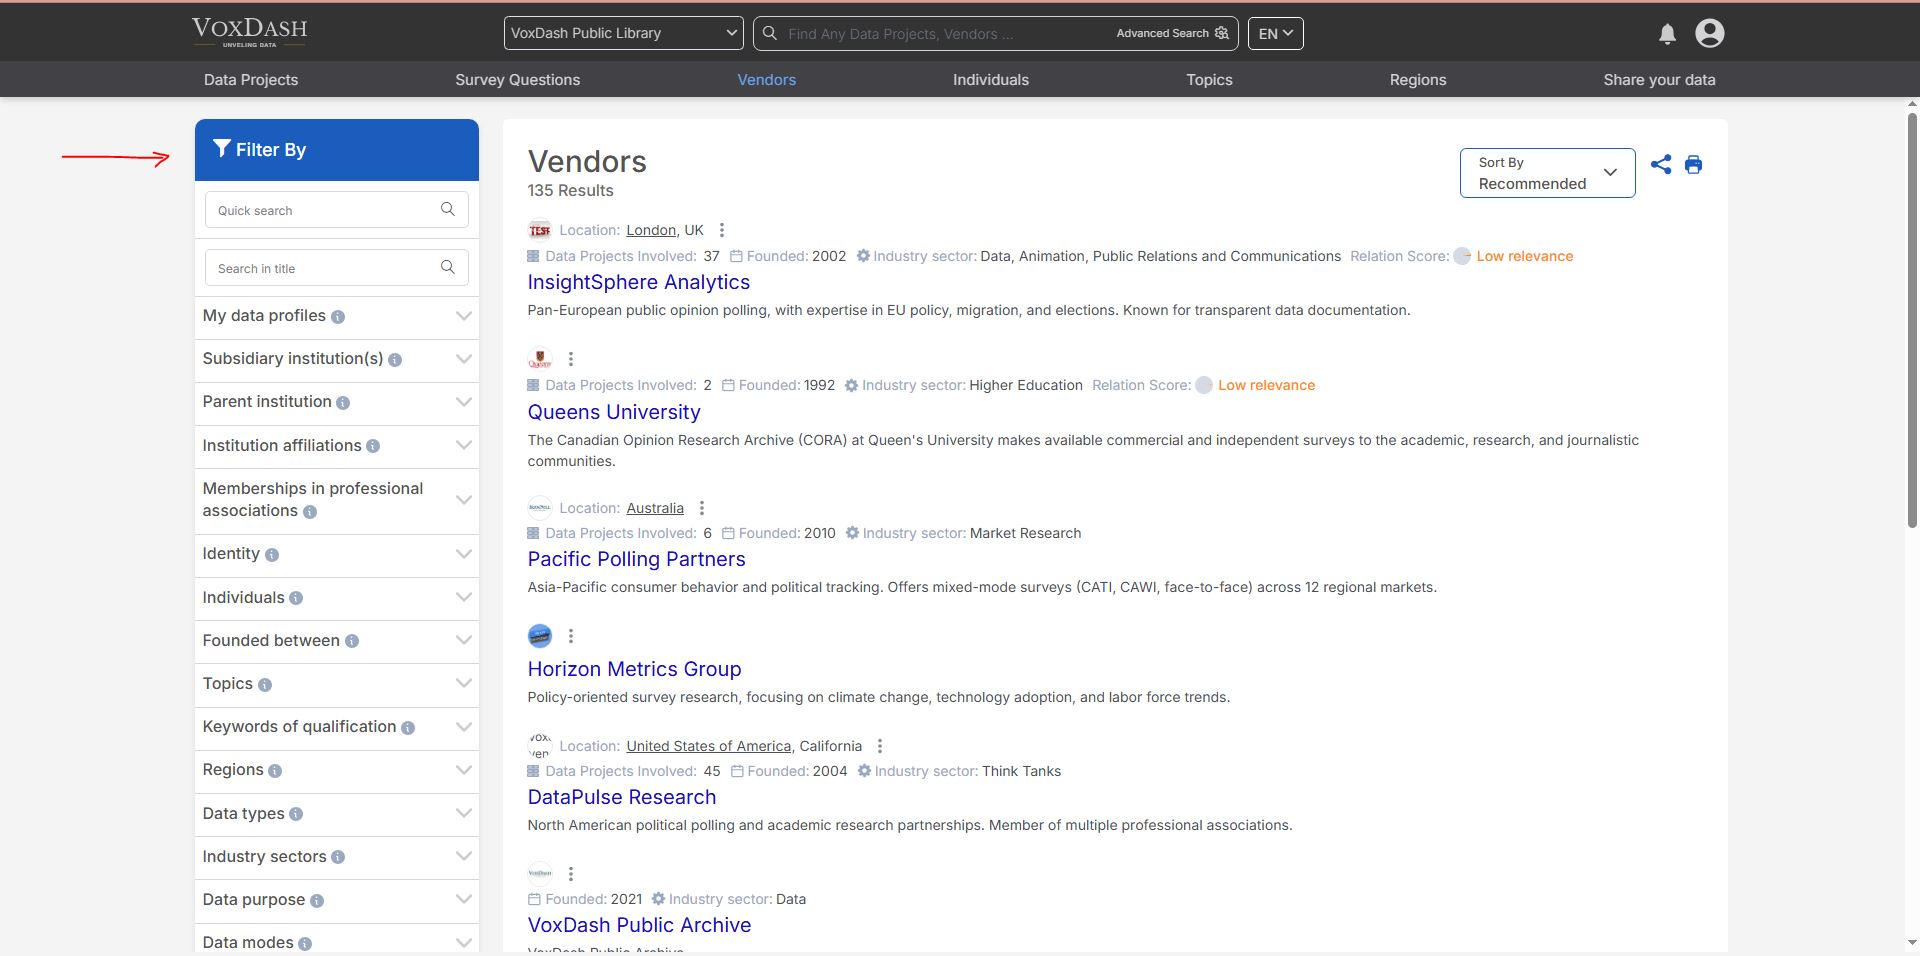 VOXDASH
UNVEILING DATA
VoxDash Public Library
Find Any Data Projects, Vendors ...
Advanced Search
EN
Data Projects
Survey Questions
Vendors
Individuals
Topics
Regions
Share your data
Filter By
Quick search
Search in title
My data profiles
Subsidiary institution(s)
Parent institution
Institution affiliations
Memberships in professional
associations
Identity
Individuals
Founded between
Topics
Keywords of qualification
Regions
Data types
Industry sectors
Data purpose
Data modes
Vendors
135 Results
Sort By
Recommended
TEST
Location: London, UK
Data Projects Involved: 37 Founded: 2002 Industry sector: Data, Animation, Public Relations and Communications Relation Score: Low relevance
InsightSphere Analytics
Pan-European public opinion polling, with expertise in EU policy, migration, and elections. Known for transparent data documentation.
Data Projects Involved: 2 Founded: 1992 Industry sector: Higher Education Relation Score: Low relevance
Queens University
The Canadian Opinion Research Archive (CORA) at Queen's University makes available commercial and independent surveys to the academic, research, and journalistic
communities.
Location: Australia
Data Projects Involved: 6 Founded: 2010 Industry sector: Market Research
Pacific Polling Partners
Asia-Pacific consumer behavior and political tracking. Offers mixed-mode surveys (CATI, CAWI, face-to-face) across 12 regional markets.
Horizon Metrics Group
Policy-oriented survey research, focusing on climate change, technology adoption, and labor force trends.
Location: United States of America, California
Data Projects Involved: 45 Founded: 2004 Industry sector: Think Tanks
DataPulse Research
North American political polling and academic research partnerships. Member of multiple professional associations.
VoxDash
Founded: 2021 Industry sector: Data
VoxDash Public Archive
VoxDash Public Archive